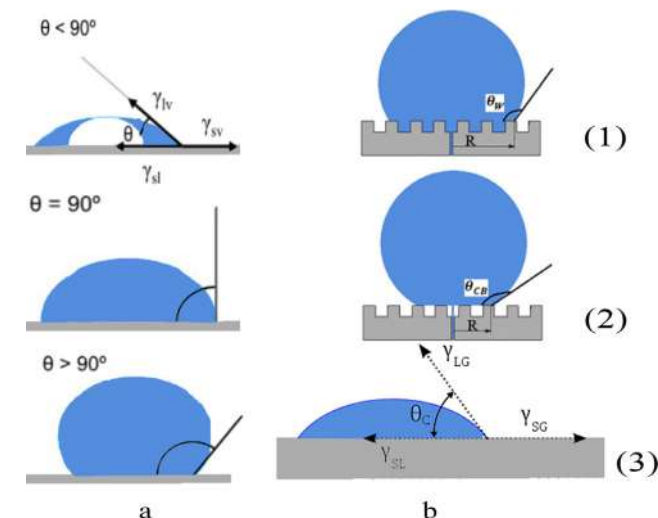 θ < 90º
γlv
θ
γsv
γsl
θ = 90º
θ > 90º
a
θW
R
(1)
θCB
R
(2)
γLG
θC
γSG
γSL
(3)
b